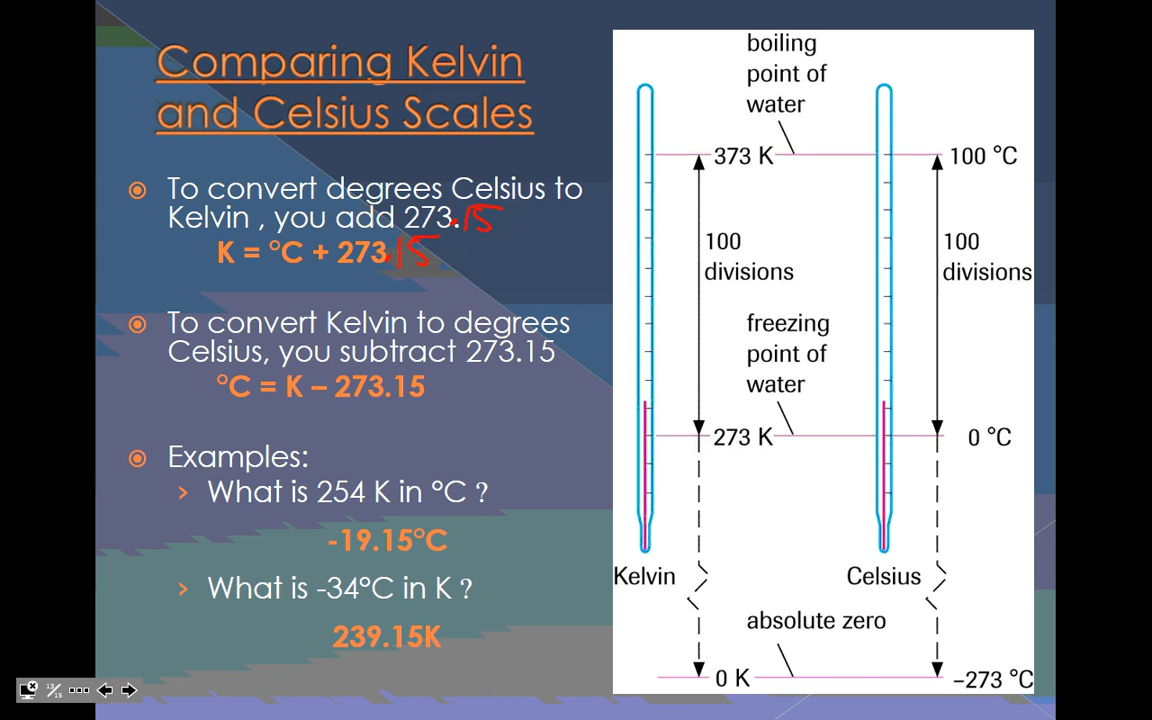 Comparing Kelvin
and Celsius Scales
To convert degrees Celsius to
Kelvin , you add 273.15
K = °C + 273.15
To convert Kelvin to degrees
Celsius, you subtract 273.15
°C = K – 273.15
Examples:
What is 254 K in °C ?
-19.15°C
What is -34°C in K ?
239.15K
boiling
point of
water
373 K
100 °C
100
divisions
100
divisions
freezing
point of
water
273 K
0 °C
Kelvin
Celsius
absolute zero
0 K
–273 °C
13/15